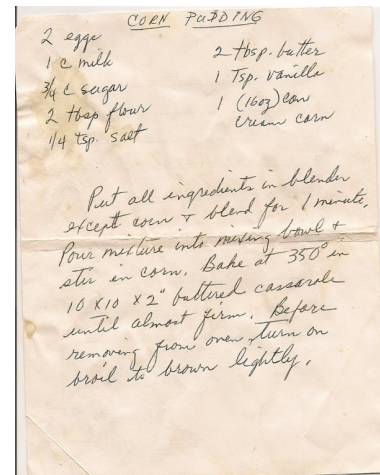 CORN PUDDING
2 eggs
1 c milk
3/4 c sugar
2 tbsp flour
1/4 tsp. salt
2 tbsp. butter
1 Tsp. vanilla
1 (16oz) can
cream corn
Put all ingredients in blender
except corn & blend for 1 minute.
Pour mixture into mixing bowl &
stir in corn. Bake at 350° in
10 x 10 x 2" buttered casserole
until almost firm. Before
removing from oven, turn on
broil to brown lightly.